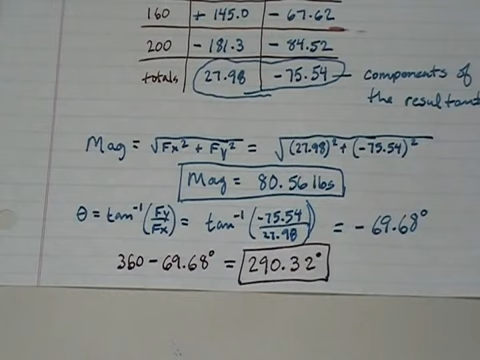 160 + 145.0 - 67.62
200 - 181.3 - 84.52
totals 27.98 - 75.54 — components of
the resultant
Mag = √Fx² + Fy² = √(27.98)² + (-75.54)²
Mag = 80.56 lbs
θ = tan⁻¹(Fy/Fx) = tan⁻¹(-75.54/27.98) = - 69.68°
360 - 69.68° = 290.32°